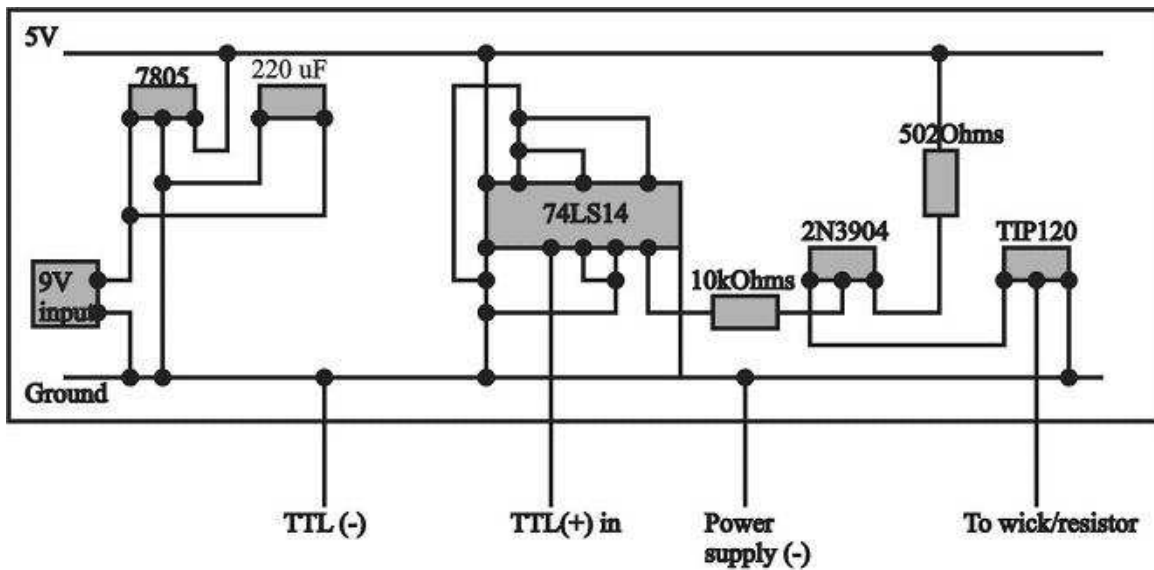 5V
7805
220 uF
502Ohms
74LS14
2N3904
TIP120
9V
input
10kOhms
Ground
TTL (-)
TTL(+) in
Power
supply (-)
To wick/resistor